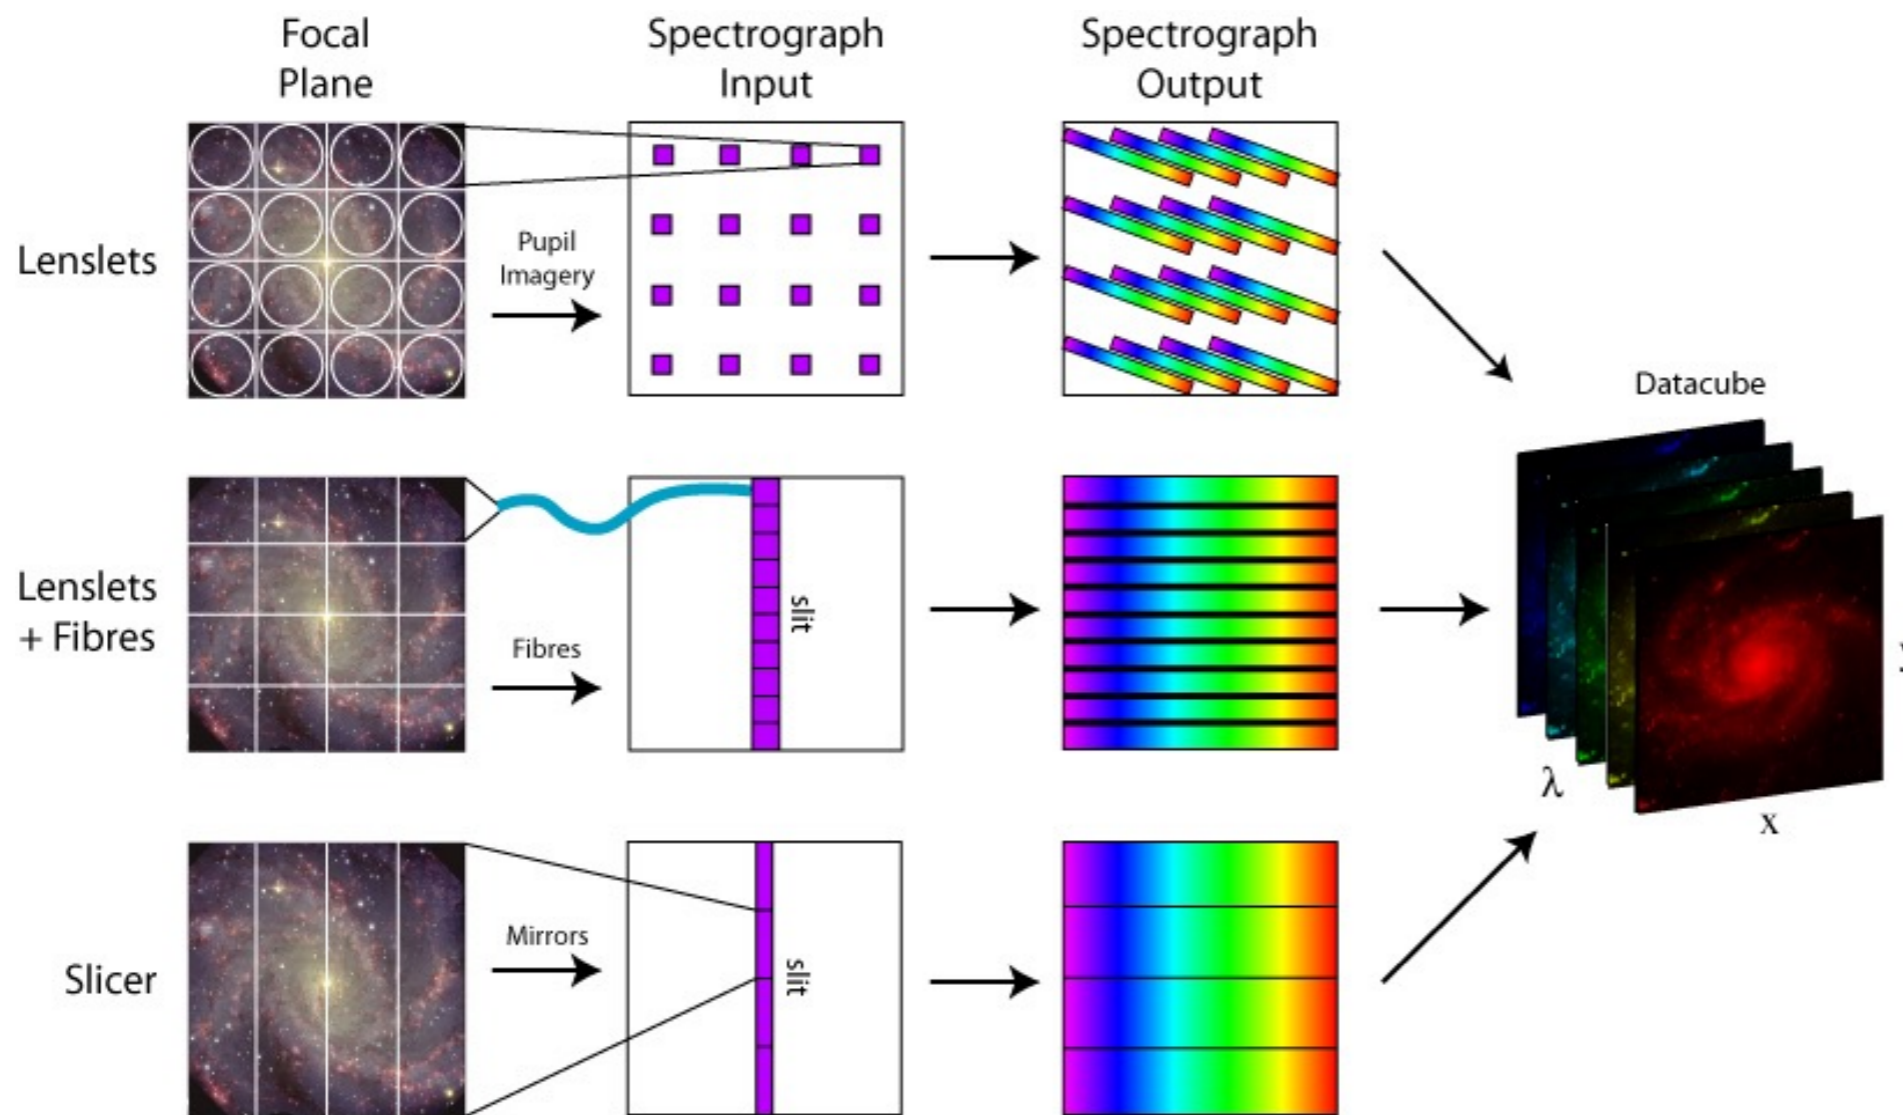 Focal
Plane
Spectrograph
Input
Spectrograph
Output
Lenslets
Pupil
Imagery
Datacube
Lenslets
+ Fibres
Fibres
slit
y
λ
x
Slicer
Mirrors
slit